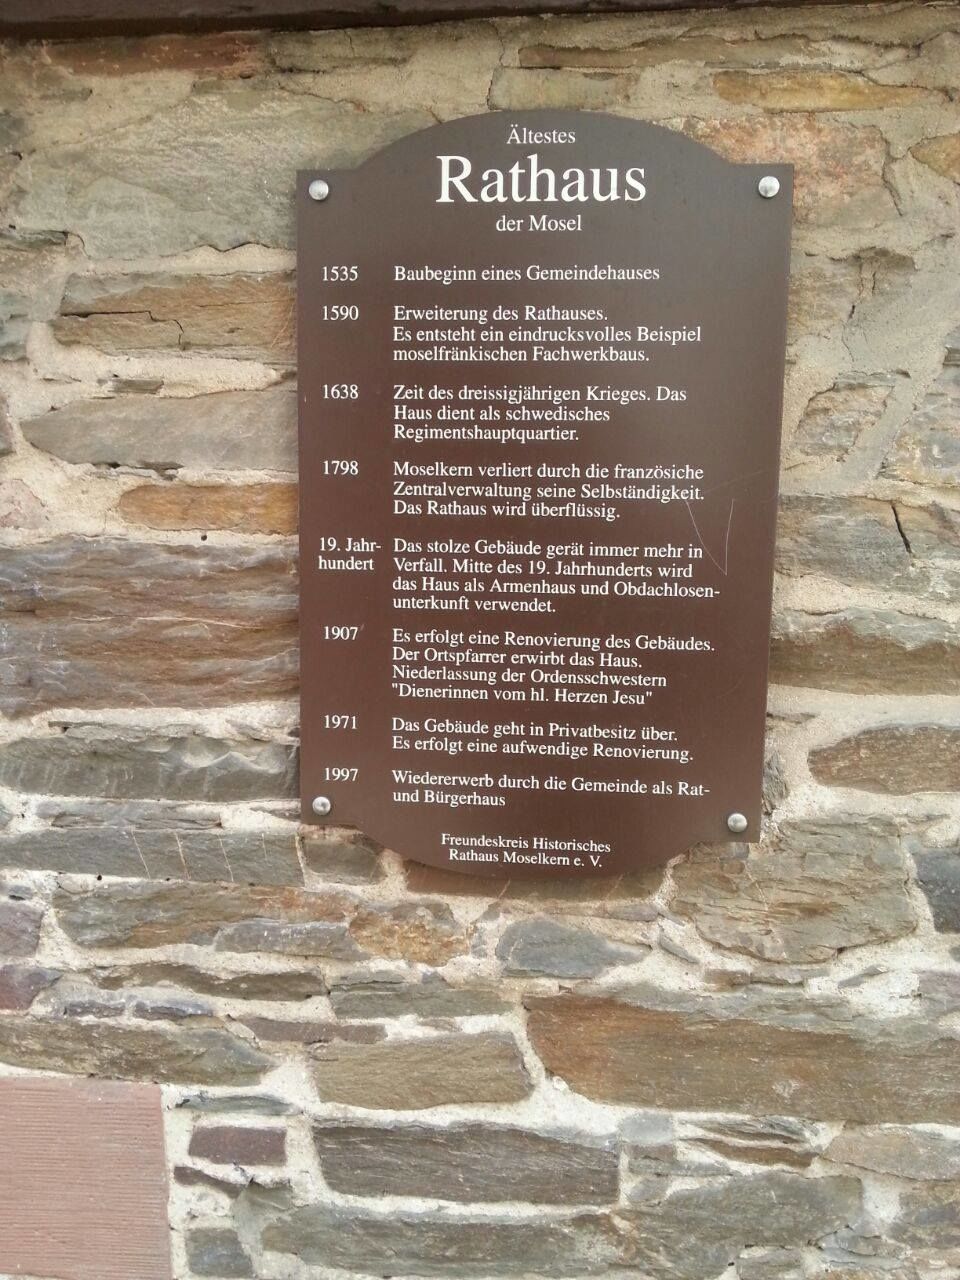 Ältestes
Rathaus
der Mosel
1535 Baubeginn eines Gemeindehauses
1590 Erweiterung des Rathauses.
Es entsteht ein eindrucksvolles Beispiel
moselfränkischen Fachwerkbaus.
1638 Zeit des dreissigjährigen Krieges. Das
Haus dient als schwedisches
Regimentshauptquartier.
1798 Moselkern verliert durch die französiche
Zentralverwaltung seine Selbständigkeit.
Das Rathaus wird überflüssig.
19. Jahr- Das stolze Gebäude gerät immer mehr in
hundert Verfall. Mitte des 19. Jahrhunderts wird
das Haus als Armenhaus und Obdachlosen-
unterkunft verwendet.
1907 Es erfolgt eine Renovierung des Gebäudes.
Der Ortspfarrer erwirbt das Haus.
Niederlassung der Ordensschwestern
"Dienerinnen vom hl. Herzen Jesu"
1971 Das Gebäude geht in Privatbesitz über.
Es erfolgt eine aufwendige Renovierung.
1997 Wiedererwerb durch die Gemeinde als Rat-
und Bürgerhaus
Freundeskreis Historisches
Rathaus Moselkern e. V.